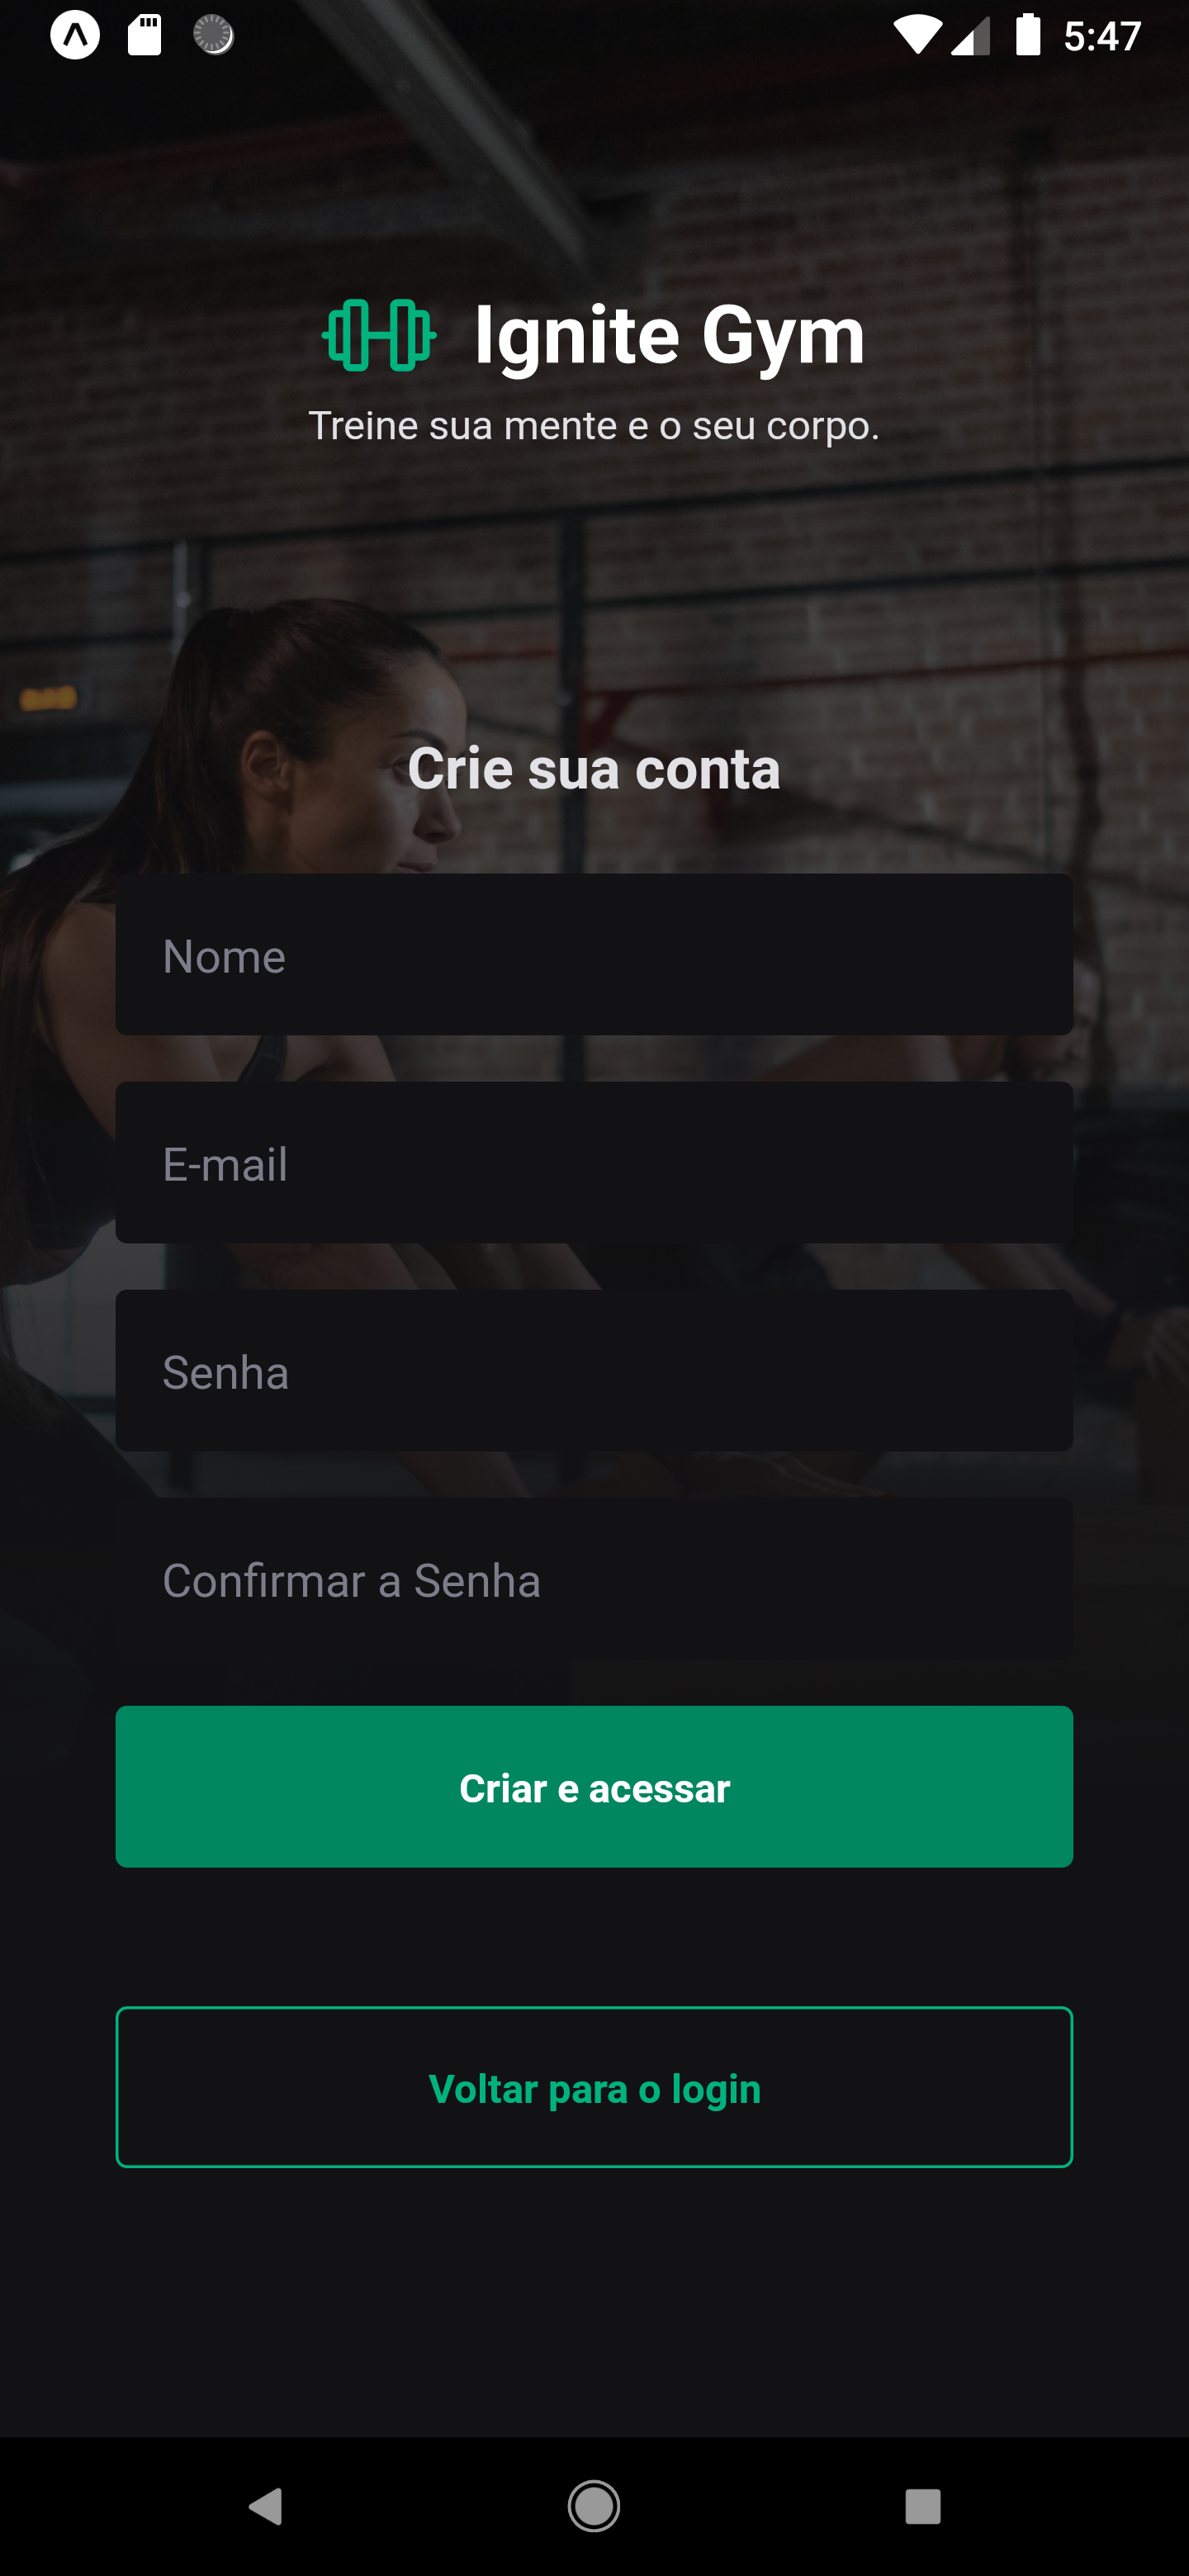 5:47
Ignite Gym
Treine sua mente e o seu corpo.
Crie sua conta
Nome
E-mail
Senha
Confirmar a Senha
Criar e acessar
Voltar para o login